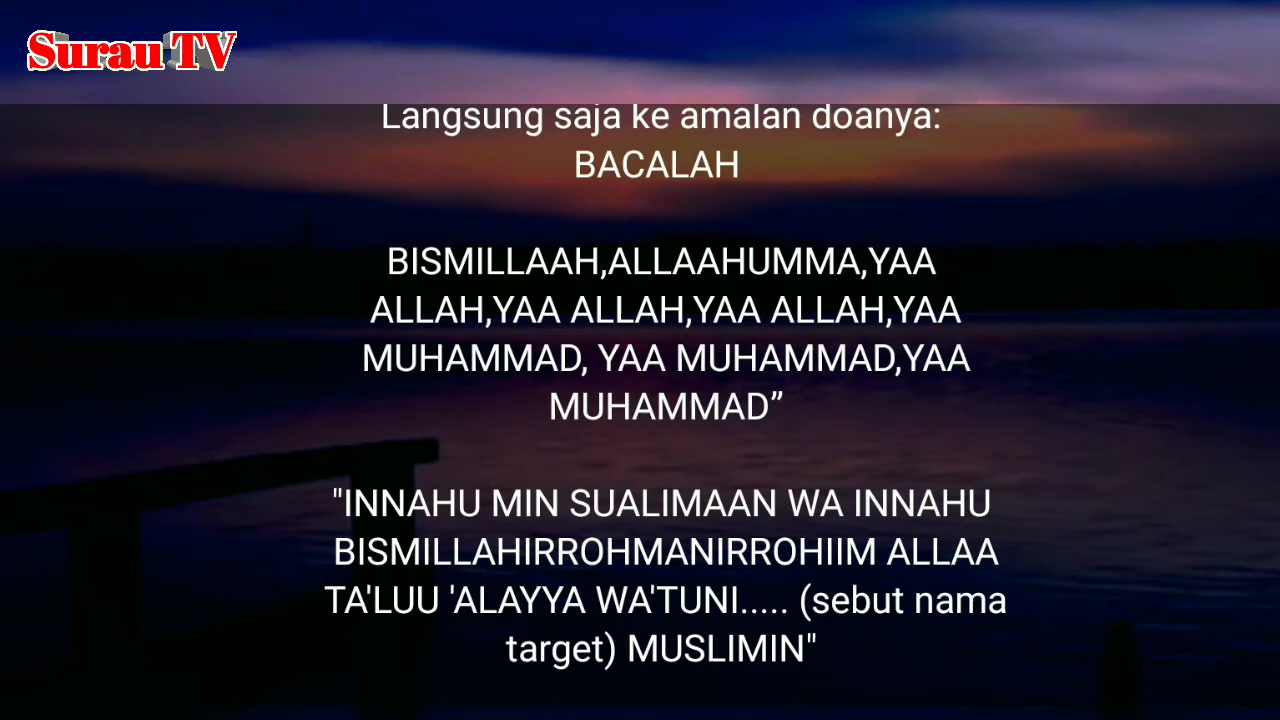 Surau TV
Langsung saja ke amalan doanya:
BACALAH
BISMILLAAH,ALLAAHUMMA,YAA
ALLAH,YAA ALLAH,YAA ALLAH,YAA
MUHAMMAD, YAA MUHAMMAD,YAA
MUHAMMAD”
"INNAHU MIN SUALIMAAN WA INNAHU
BISMILLAHIRROHMANIRROHIIM ALLAA
TA'LUU 'ALAYYA WA'TUNI..... (sebut nama
target) MUSLIMIN"